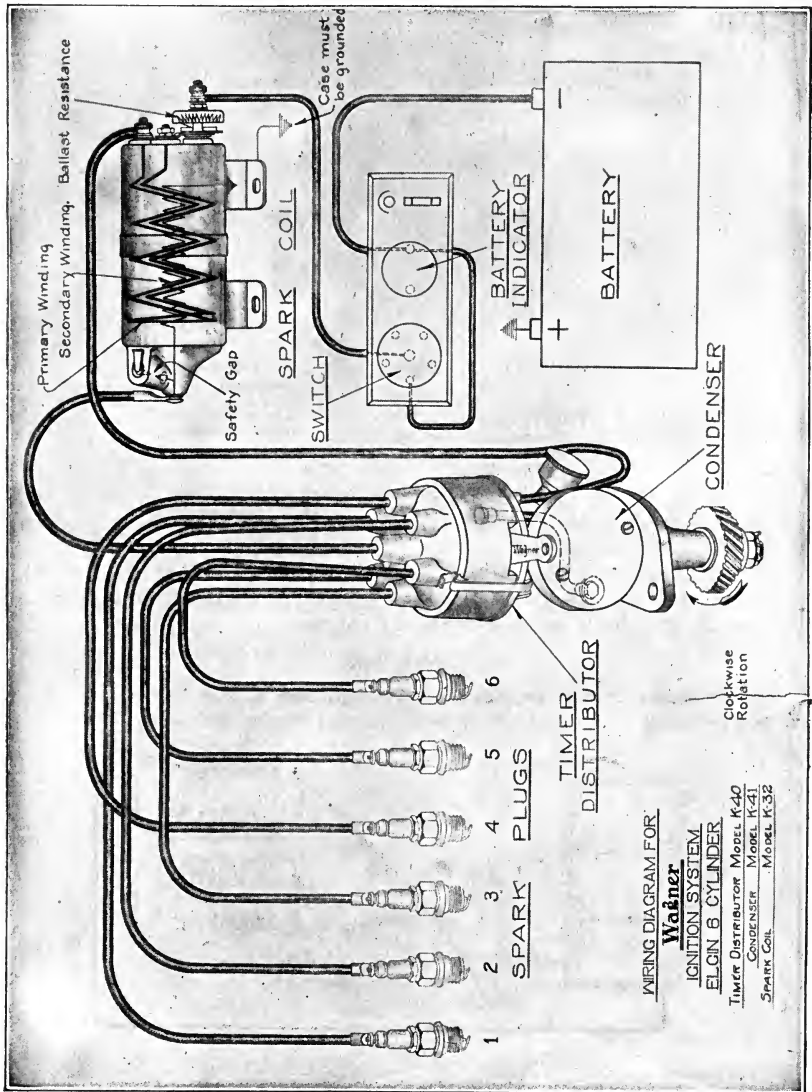 Primary Winding
Secondary Winding.
Ballast Resistance
Case must
be grounded
Safety Gap
SPARK COIL
SWITCH
BATTERY
INDICATOR
+
−
BATTERY
CONDENSER
Wagner
TIMER
DISTRIBUTOR
Clockwise
Rotation
1 2 3 4 5 6
SPARK PLUGS
WIRING DIAGRAM FOR
Wagner
IGNITION SYSTEM
ELGIN 6 CYLINDER
TIMER DISTRIBUTOR MODEL K-40
CONDENSER MODEL K-41
SPARK COIL MODEL K-32